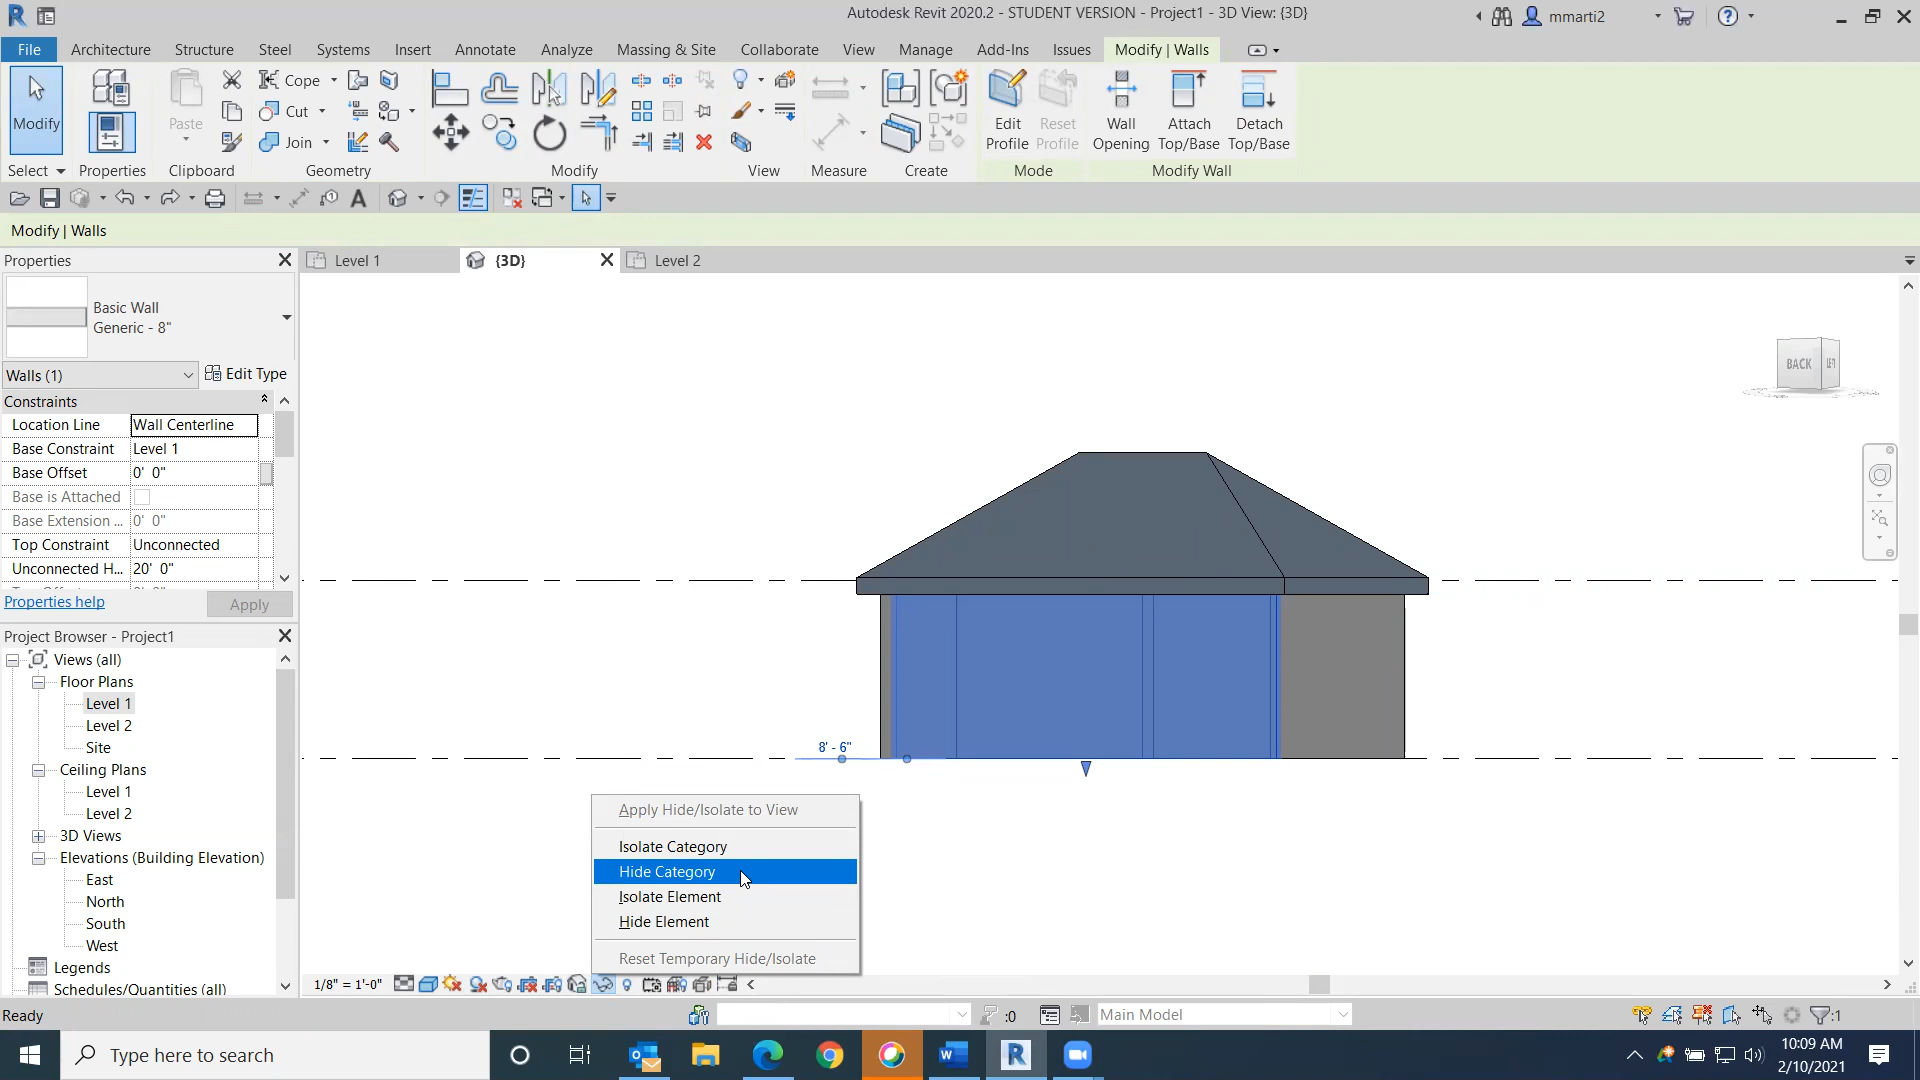 Autodesk Revit 2020.2 - STUDENT VERSION - Project1 - 3D View: {3D}
mmarti2
File Architecture Structure Steel Systems Insert Annotate Analyze Massing & Site Collaborate View Manage Add-Ins Issues Modify | Walls
Modify
Paste
Cope
Cut
Join
Edit Profile
Reset Profile
Wall Opening
Attach Top/Base
Detach Top/Base
Select Properties Clipboard Geometry Modify View Measure Create Mode Modify Wall
Modify | Walls
Properties
Level 1
{3D}
Level 2
Basic Wall
Generic - 8"
Walls (1)
Edit Type
Constraints
Location Line Wall Centerline
Base Constraint Level 1
Base Offset 0' 0"
Base is Attached
Base Extension ... 0' 0"
Top Constraint Unconnected
Unconnected H... 20' 0"
Properties help
Apply
Project Browser - Project1
Views (all)
Floor Plans
Level 1
Level 2
Site
Ceiling Plans
Level 1
Level 2
3D Views
Elevations (Building Elevation)
East
North
South
West
Legends
Schedules/Quantities (all)
BACK
LEFT
8' - 6"
Apply Hide/Isolate to View
Isolate Category
Hide Category
Isolate Element
Hide Element
Reset Temporary Hide/Isolate
1/8" = 1'-0"
Ready
:0
Main Model
:1
Type here to search
10:09 AM
2/10/2021